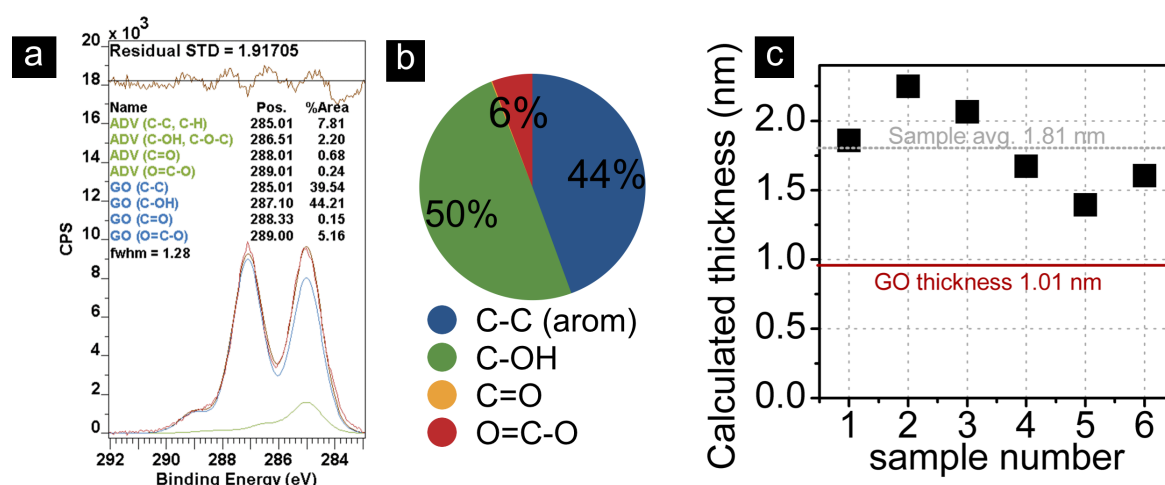 a
x 10³
Residual STD = 1.91705
Name Pos. %Area
ADV (C-C, C-H) 285.01 7.81
ADV (C-OH, C-O-C) 286.51 2.20
ADV (C=O) 288.01 0.68
ADV (O=C-O) 289.01 0.24
GO (C-C) 285.01 39.54
GO (C-OH) 287.10 44.21
GO (C=O) 288.33 0.15
GO (O=C-O) 289.00 5.16
fwhm = 1.28
20
18
16
14
12
10
8
6
4
2
0
CPS
292 290 288 286 284
Binding Energy (eV)
b
6%
44%
50%
C-C (arom)
C-OH
C=O
O=C-O
c
Calculated thickness (nm)
2.0
1.5
1.0
0.5
0.0
Sample avg. 1.81 nm
GO thickness 1.01 nm
1 2 3 4 5 6
sample number